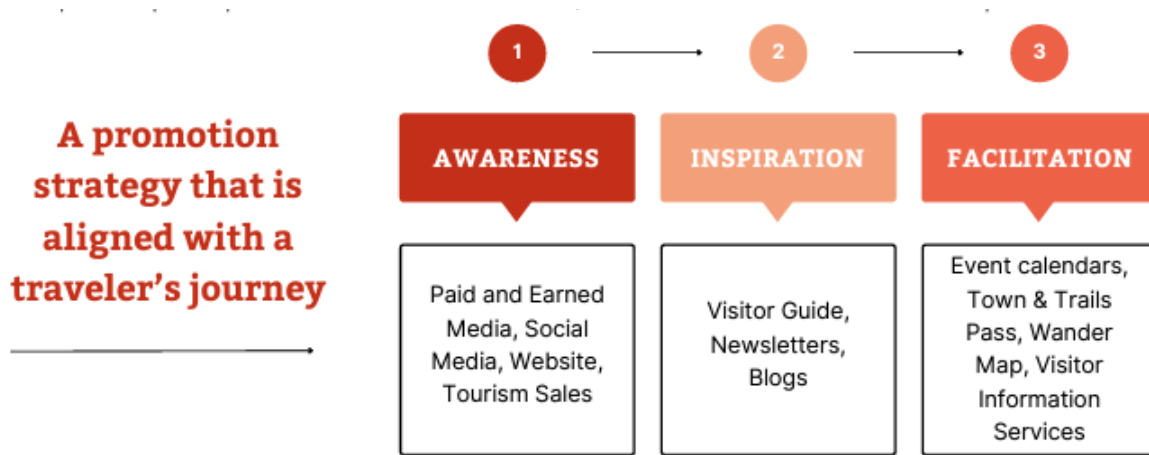 A promotion
strategy that is
aligned with a
traveler's journey
1
2
3
AWARENESS
INSPIRATION
FACILITATION
Paid and Earned
Media, Social
Media, Website,
Tourism Sales
Visitor Guide,
Newsletters,
Blogs
Event calendars,
Town & Trails
Pass, Wander
Map, Visitor
Information
Services